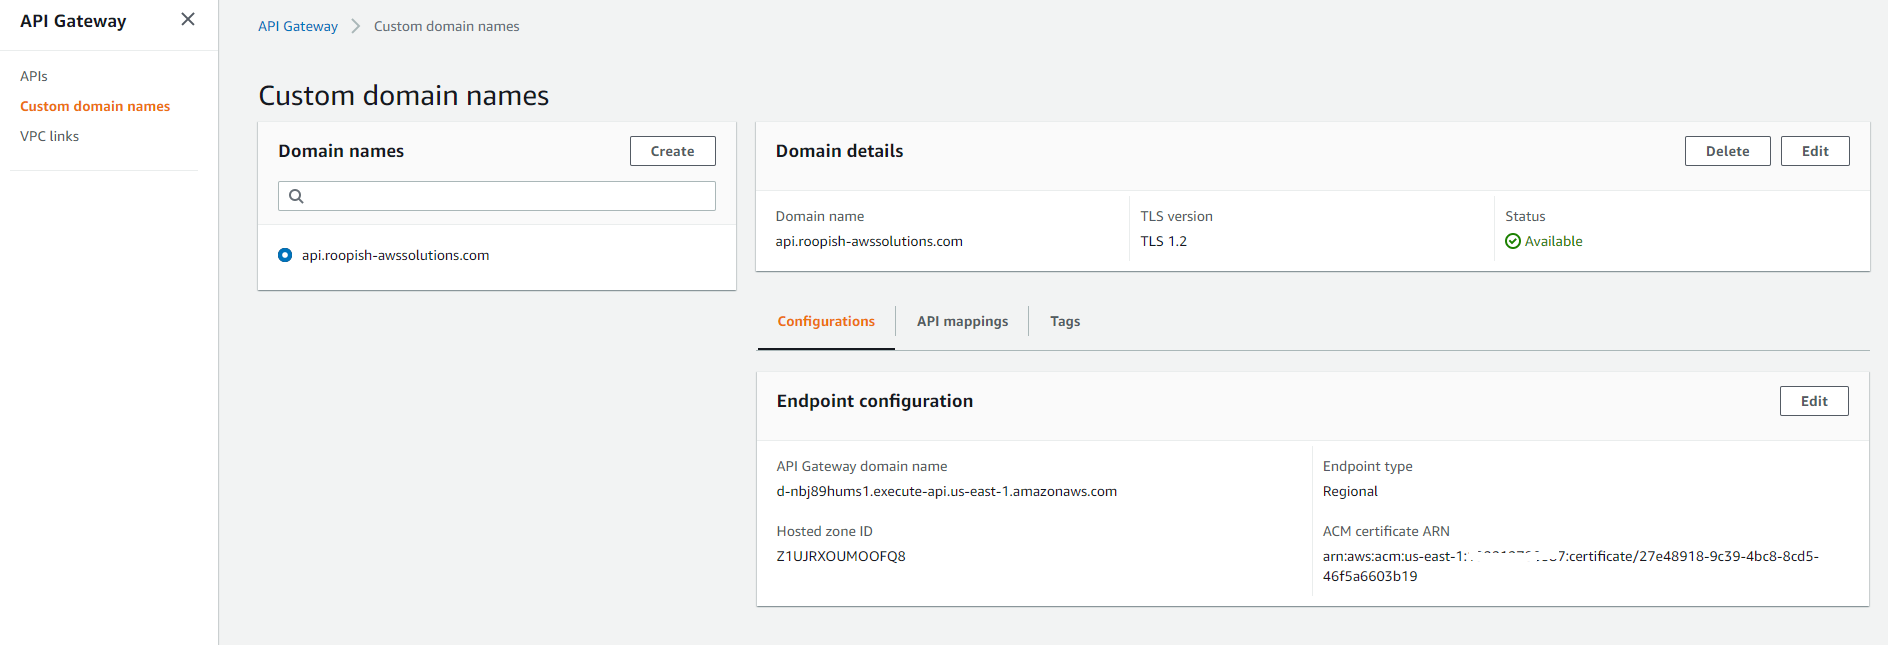 API Gateway
APIs
Custom domain names
VPC links
API Gateway > Custom domain names
Custom domain names
Domain names
Create
api.roopish-awssolutions.com
Domain details
Delete
Edit
Domain name
api.roopish-awssolutions.com
TLS version
TLS 1.2
Status
Available
Configurations
API mappings
Tags
Endpoint configuration
Edit
API Gateway domain name
d-nbj89hums1.execute-api.us-east-1.amazonaws.com
Hosted zone ID
Z1UJRXOUMOOFQ8
Endpoint type
Regional
ACM certificate ARN
arn:aws:acm:us-east-1: 7:certificate/27e48918-9c39-4bc8-8cd5-
46f5a6603b19